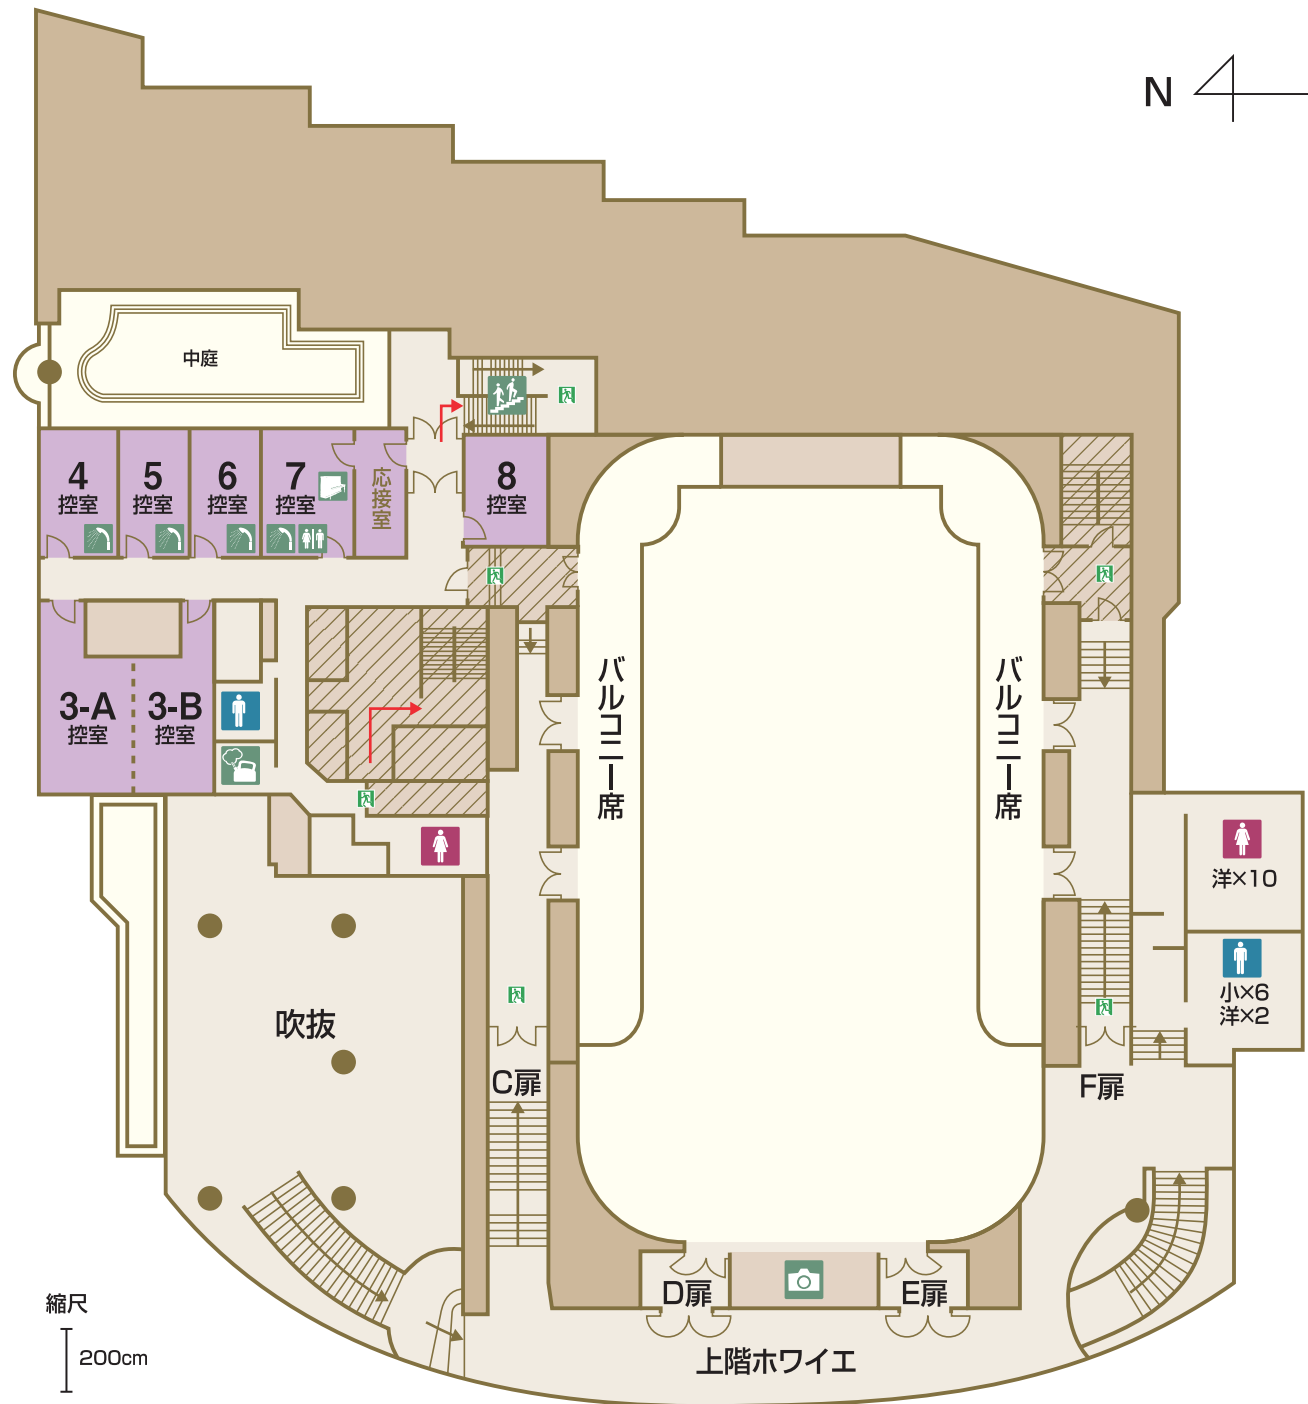 N
中庭
4
控室
5
控室
6
控室
7
控室
応接室
8
控室
3-A
控室
3-B
控室
バルコニー席
バルコニー席
洋×10
小×6
洋×2
吹抜
C扉
F扉
D扉
E扉
上階ホワイエ
縮尺
200cm